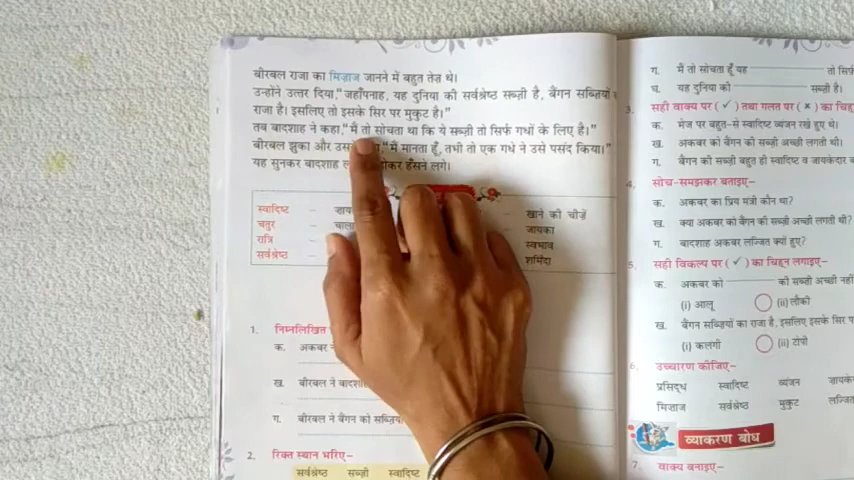 बीरबल राजा का मिज़ाज जानने में बहुत तेज़ थे।
उन्होंने उत्तर दिया,"जहाँपनाह, यह दुनिया की सर्वश्रेष्ठ सब्ज़ी है, बैंगन सब्ज़ियों
राजा है। इसलिए तो इसके सिर पर मुकुट है।"
तब बादशाह ने कहा,"मैं तो सोचता था कि ये सब्ज़ी तो सिर्फ गधों के लिए है।"
बीरबल झुका और "मैं मानता हूँ, तभी तो एक गधे ने उसे पसंद किया।"
यह सुनकर बादशाह होकर हँसने लगे।
स्वादिष्ट –
चतुर –
रात्रि –
सर्वश्रेष्ठ –
– खाने की चीज़ें
– जायका
– स्वभाव
– शर्मिंदा
1. निम्नलिखित
क. अकबर
ख. बीरबल ने
ग. बीरबल ने बैंगन को
2. रिक्त स्थान भरिए–
सर्वश्रेष्ठ सब्ज़ी स्वादिष्ट
ग. मैं तो सोचता हूँ यह तो सिर्फ़
घ. यह दुनिया की सब्ज़ी है।
3. सही वाक्य पर (✓) तथा गलत पर (×) का चिह्न
क. मेज पर बहुत-से स्वादिष्ट व्यंजन रखे हुए थे।
ख. अकबर को बैंगन की सब्ज़ी अच्छी लगती थी।
ग. बैंगन की सब्ज़ी बहुत ही स्वादिष्ट व जायकेदार
4. सोच-समझकर बताइए–
क. अकबर का प्रिय मंत्री कौन था?
ख. क्या अकबर को बैंगन की सब्ज़ी अच्छी लगती थी?
ग. बादशाह अकबर लज्जित क्यों हुए?
5. सही विकल्प पर (✓) का चिह्न लगाइए–
क. अकबर को की सब्ज़ी अच्छी नहीं
(i) आलू (ii) लौकी
ख. बैंगन सब्ज़ियों का राजा है, इसलिए इसके सिर
(i) कलगी (ii) टोपी
6. उच्चारण कीजिए–
प्रसिद्ध स्वादिष्ट व्यंजन
मिज़ाज सर्वश्रेष्ठ मुकुट
व्याकरण बोध
7. वाक्य बनाइए–